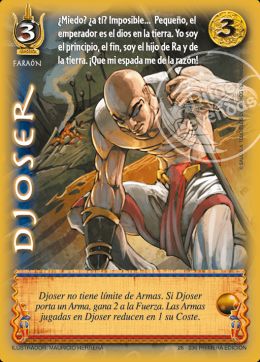 3
¿Miedo? ¿a tí? Imposible... Pequeño, el
emperador es el dios en la tierra. Yo soy
el principio, el fin, soy el hijo de Ra y de
la tierra. ¡Que mi espada me de la razón!
3
FARAÓN
DJOSER
Djoser no tiene límite de Armas. Si Djoser
porta un Arma, gana 2 a la Fuerza. Las Armas
jugadas en Djoser reducen en 1 su Coste.
ILUSTRADOR: MAURICIO HERRERA
PRIMERA EDICIÓN